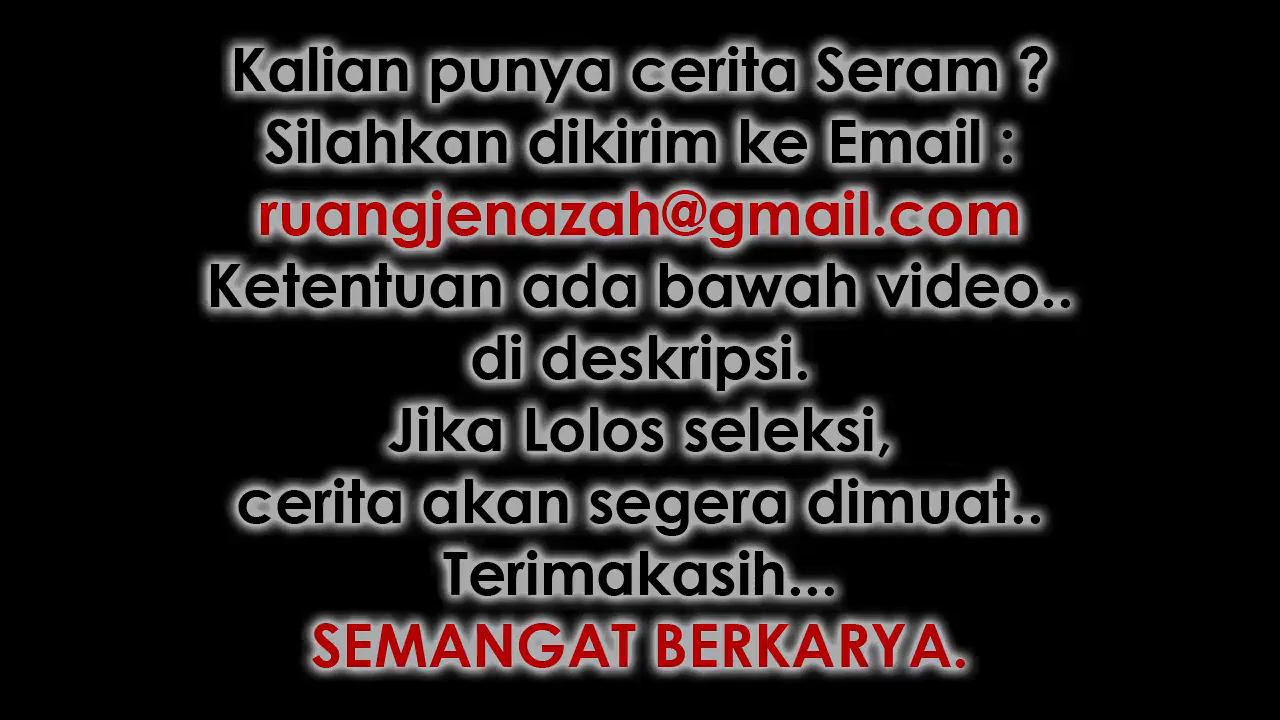 Kalian punya cerita Seram ?
Silahkan dikirim ke Email :
ruangjenazah@gmail.com
Ketentuan ada bawah video..
di deskripsi.
Jika Lolos seleksi,
cerita akan segera dimuat..
Terimakasih...
SEMANGAT BERKARYA.